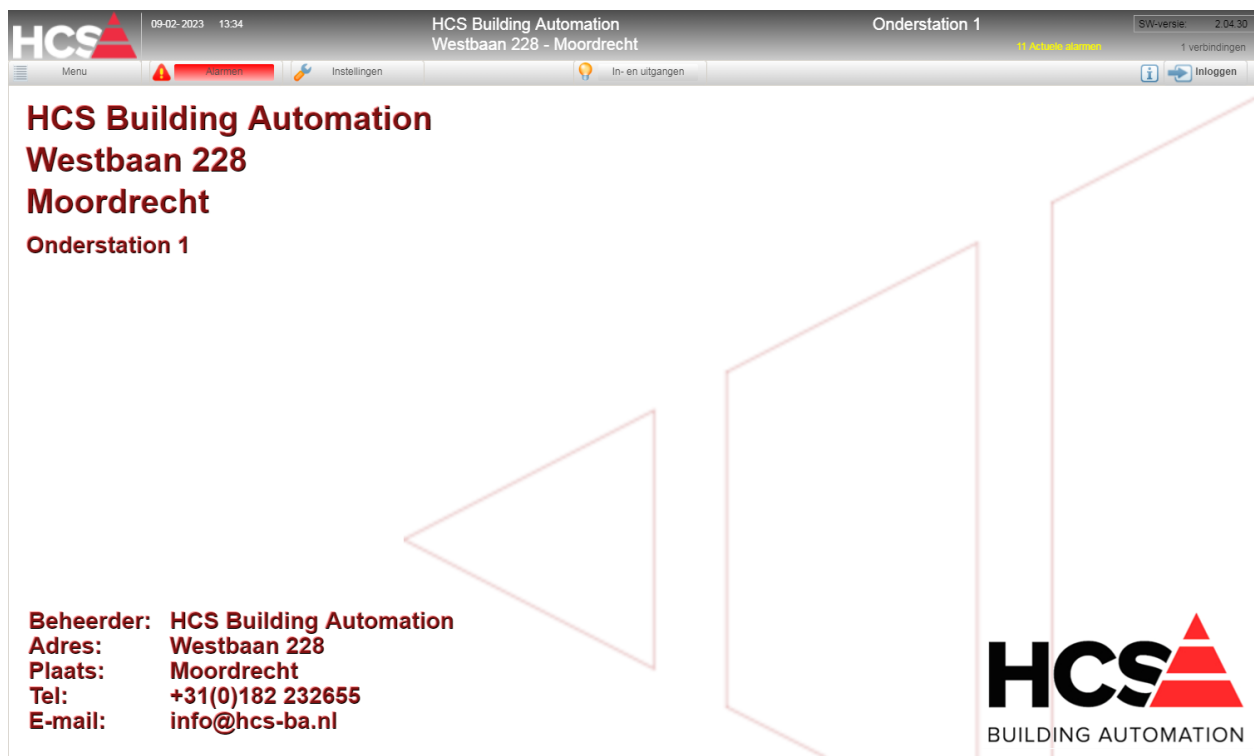 HCS
09-02-2023 13:34
HCS Building Automation
Westbaan 228 - Moordrecht
Onderstation 1
11 Actuele alarmen
SW-versie: 2.04.30
1 verbindingen
Menu
Alarmen
Instellingen
In- en uitgangen
i
Inloggen
HCS Building Automation
Westbaan 228
Moordrecht
Onderstation 1
Beheerder: HCS Building Automation
Adres: Westbaan 228
Plaats: Moordrecht
Tel: +31(0)182 232655
E-mail: info@hcs-ba.nl
HCS
BUILDING AUTOMATION